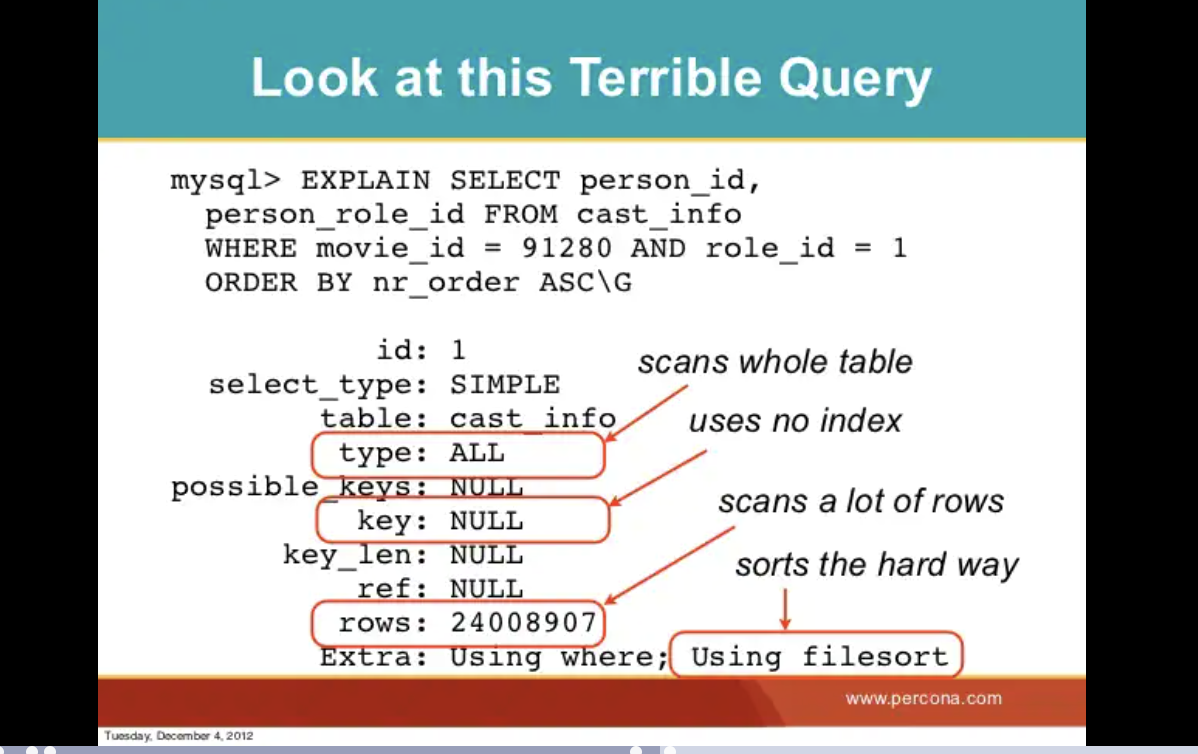 Look at this Terrible Query
mysql> EXPLAIN SELECT person_id,
person_role_id FROM cast_info
WHERE movie_id = 91280 AND role_id = 1
ORDER BY nr_order ASC\G
id: 1
select_type: SIMPLE
table: cast_info
type: ALL
possible_keys: NULL
key: NULL
key_len: NULL
ref: NULL
rows: 24008907
Extra: Using where; Using filesort
scans whole table
uses no index
scans a lot of rows
sorts the hard way
www.percona.com
Tuesday, December 4, 2012